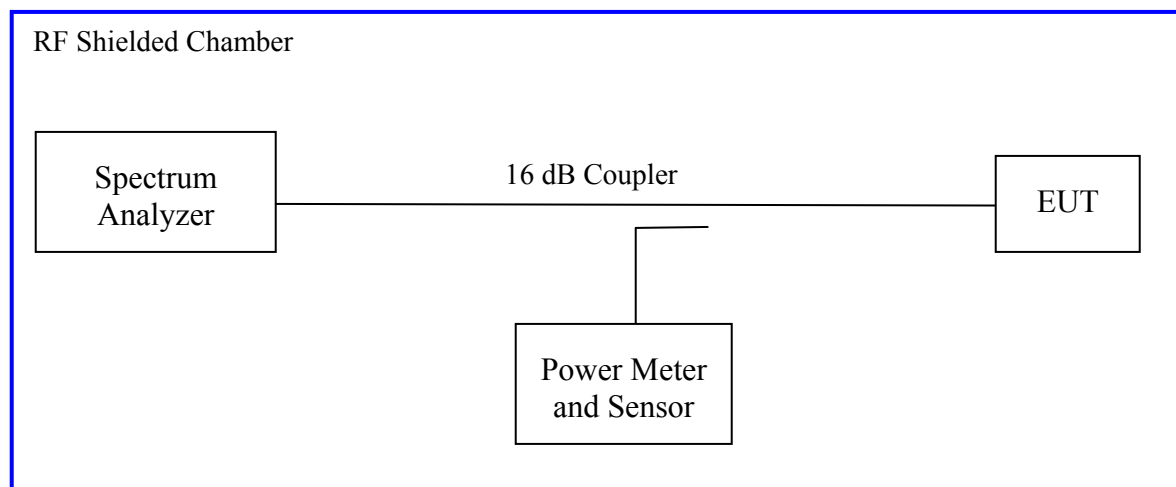 RF Shielded Chamber
Spectrum
Analyzer
16 dB Coupler
EUT
Power Meter
and Sensor